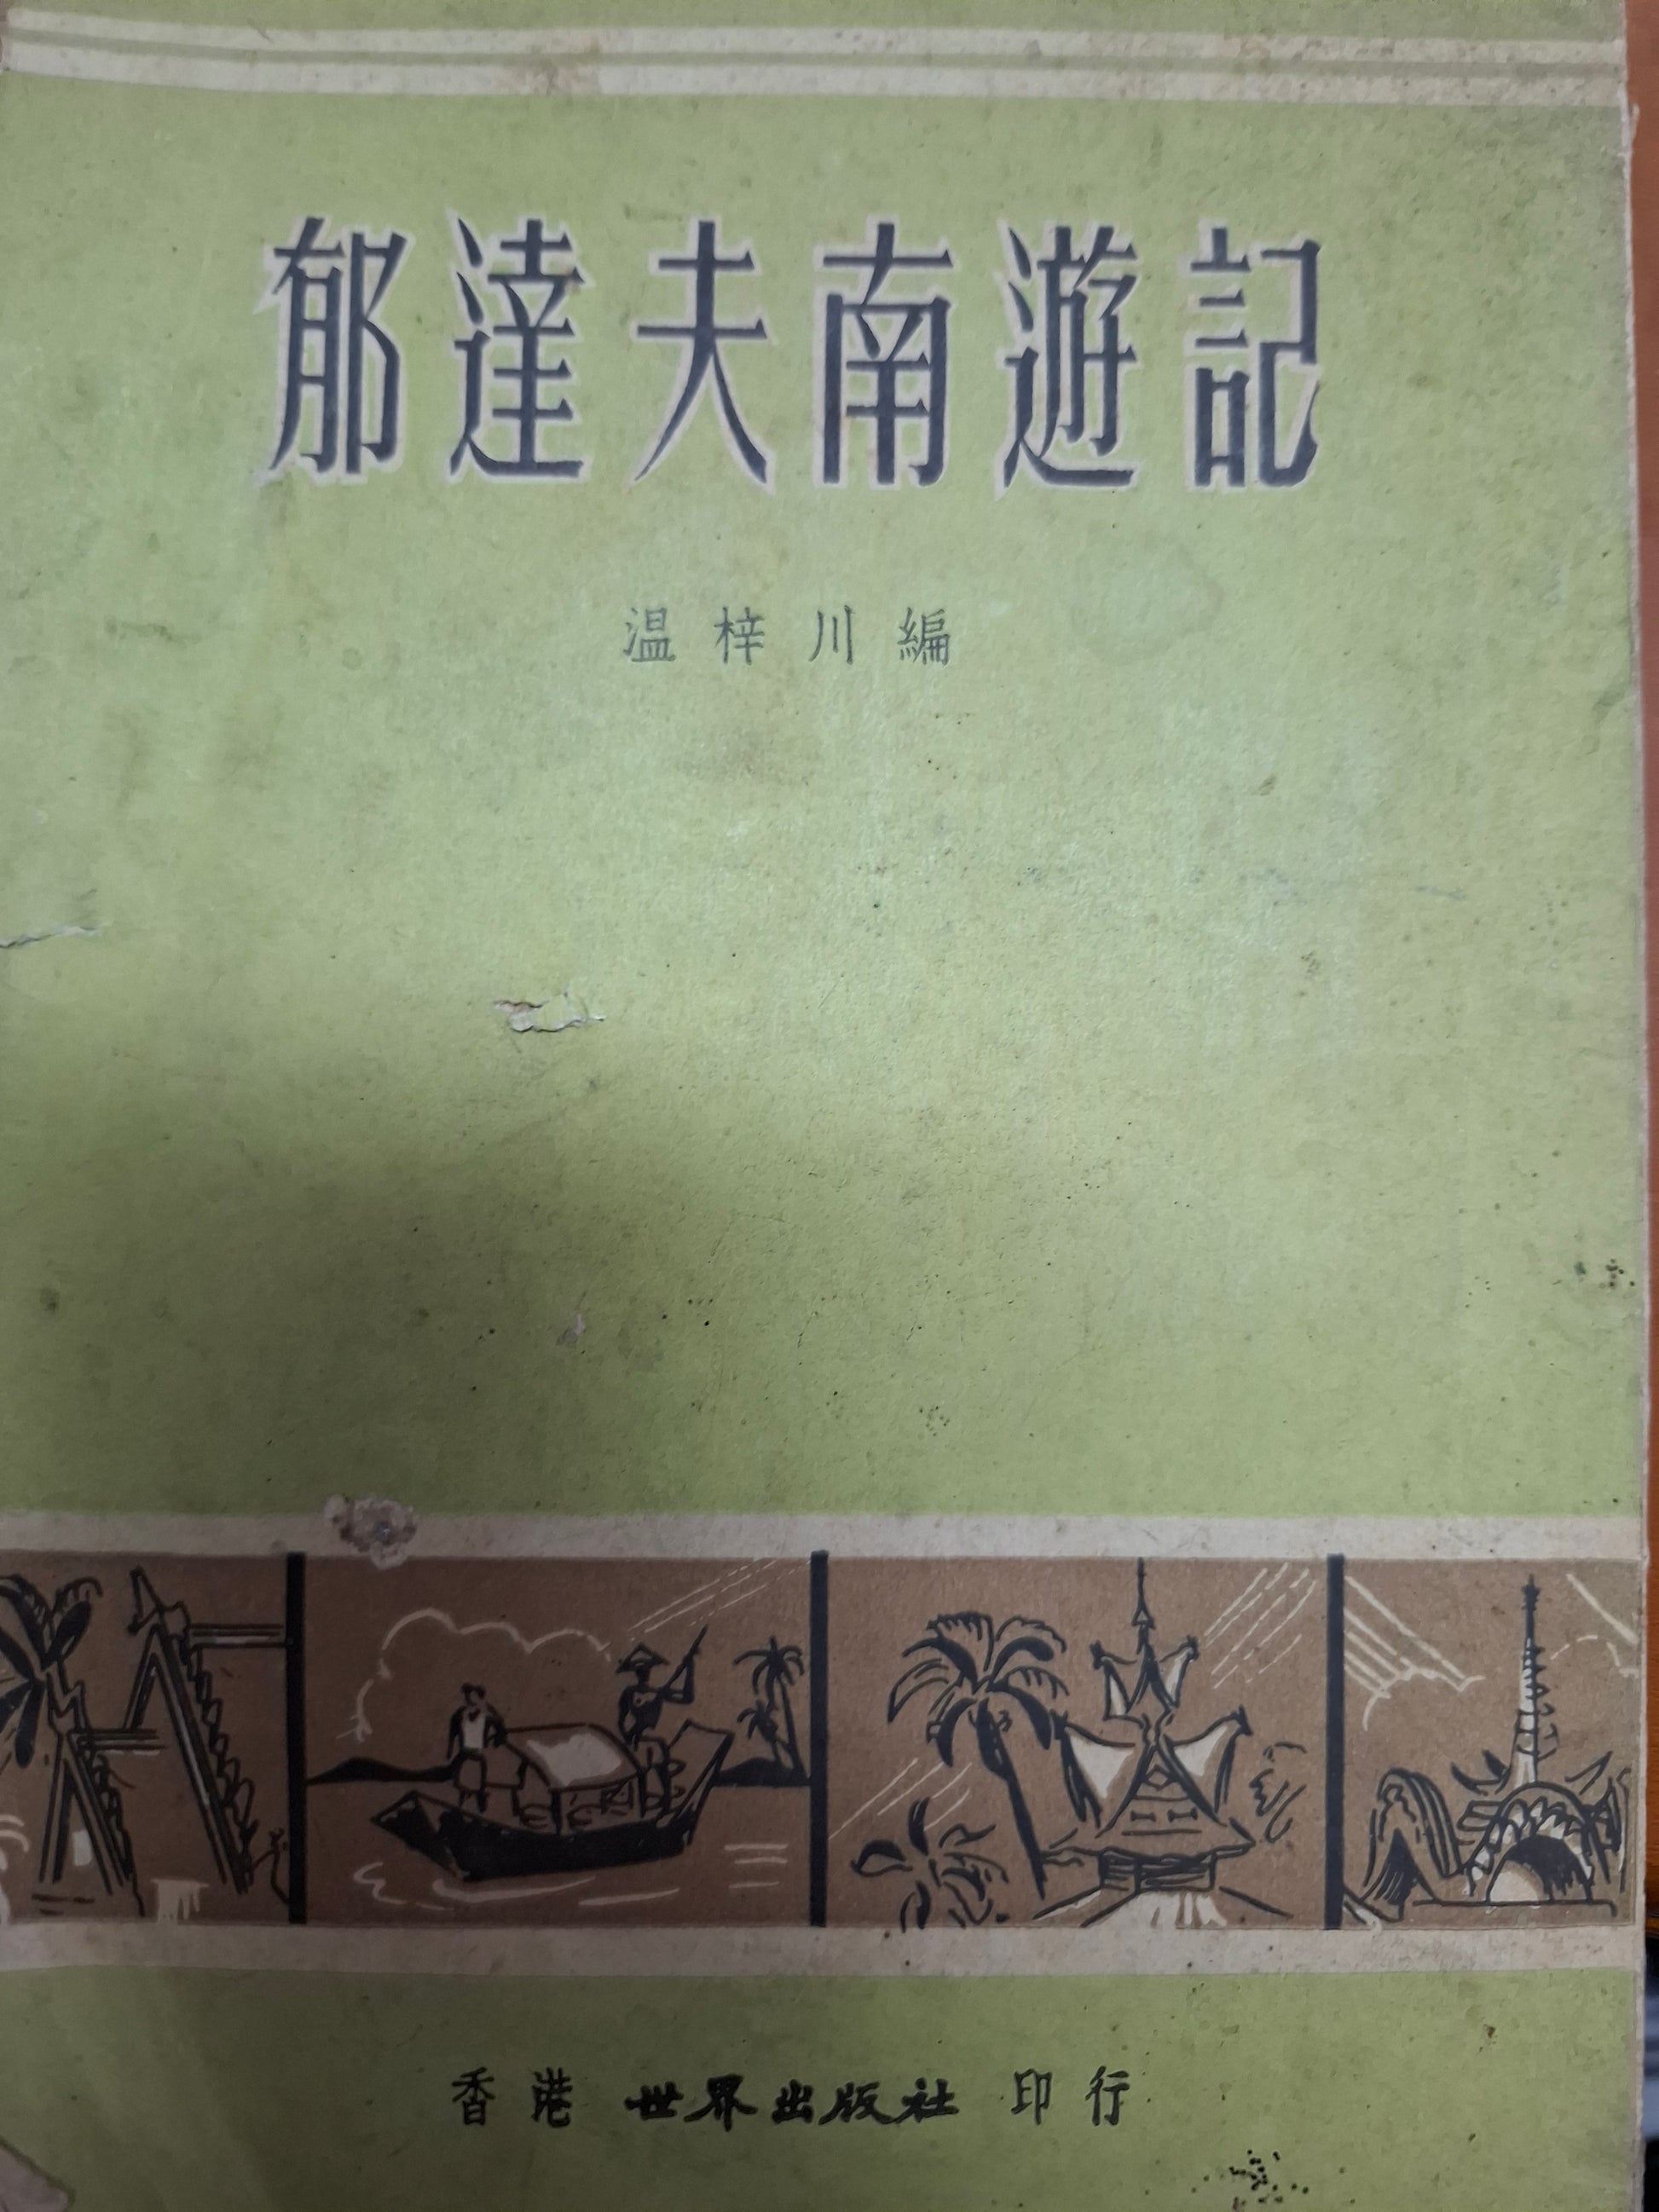 郁達夫南遊記
温梓川編
香港 世界出版社 印行